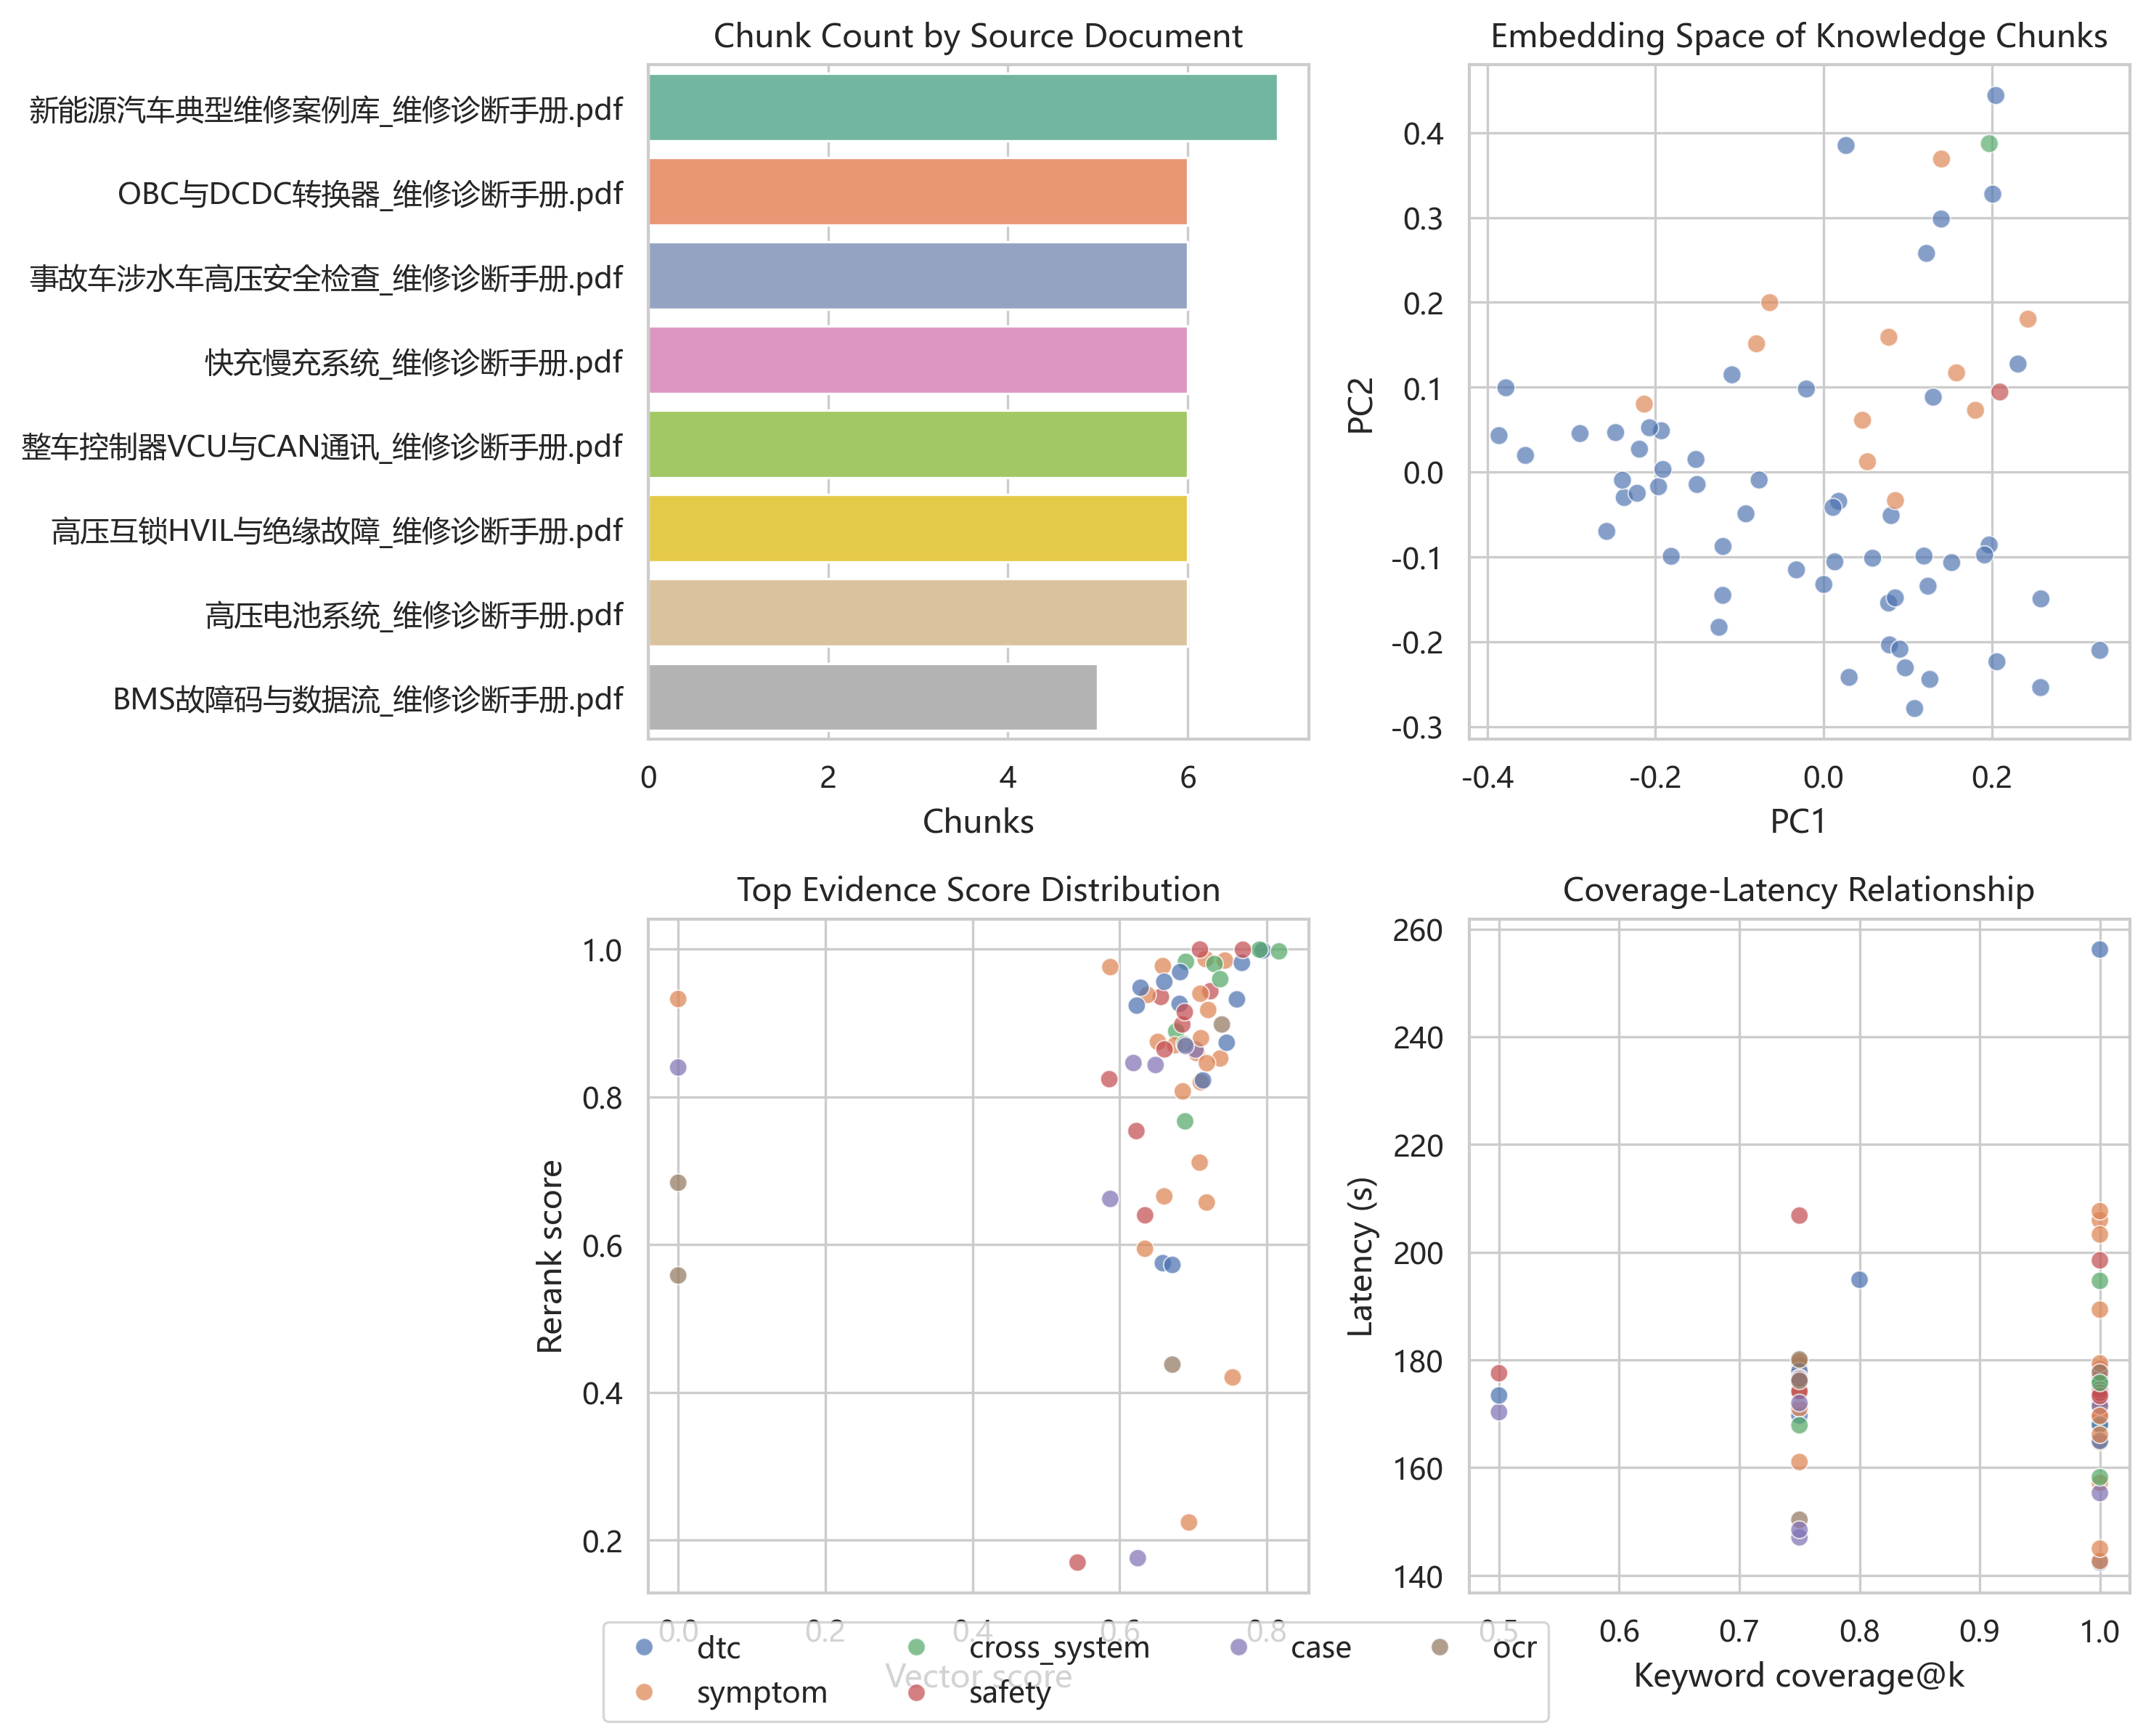 Chunk Count by Source Document
新能源汽车典型维修案例库_维修诊断手册.pdf
OBC与DCDC转换器_维修诊断手册.pdf
事故车涉水车高压安全检查_维修诊断手册.pdf
快充慢充系统_维修诊断手册.pdf
整车控制器VCU与CAN通讯_维修诊断手册.pdf
高压互锁HVIL与绝缘故障_维修诊断手册.pdf
高压电池系统_维修诊断手册.pdf
BMS故障码与数据流_维修诊断手册.pdf
0 2 4 6
Chunks
Embedding Space of Knowledge Chunks
PC2
0.4
0.3
0.2
0.1
0.0
-0.1
-0.2
-0.3
-0.4 -0.2 0.0 0.2
PC1
Top Evidence Score Distribution
Rerank score
1.0
0.8
0.6
0.4
0.2
0.0 0.2 0.4 0.6 0.8
Vector score
Coverage-Latency Relationship
Latency (s)
260
240
220
200
180
160
140
0.5 0.6 0.7 0.8 0.9 1.0
Keyword coverage@k
dtc cross_system case ocr
symptom safety